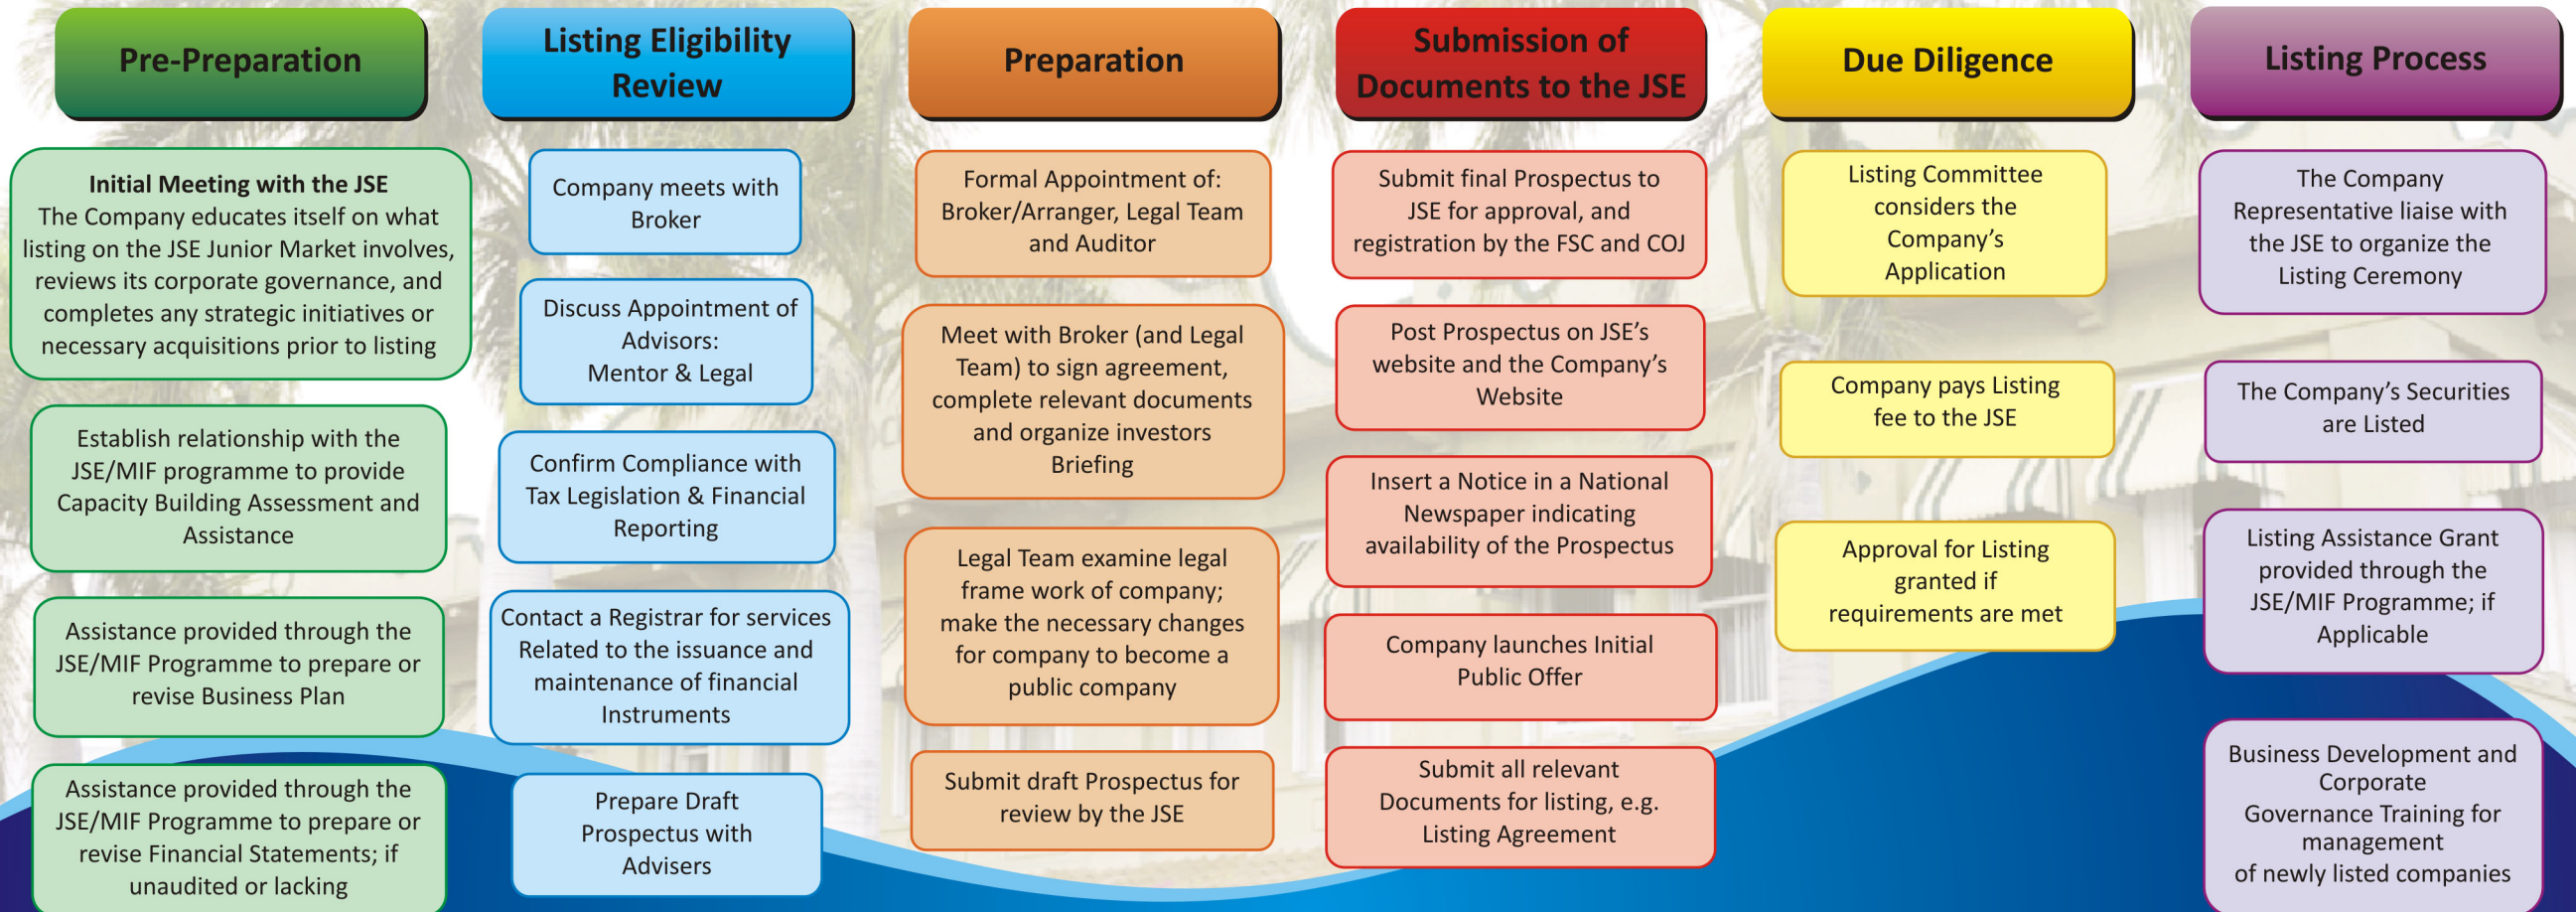 Pre-Preparation
Initial Meeting with the JSE
The Company educates itself on what
listing on the JSE Junior Market involves,
reviews its corporate governance, and
completes any strategic initiatives or
necessary acquisitions prior to listing
Establish relationship with the
JSE/MIF programme to provide
Capacity Building Assessment and
Assistance
Assistance provided through the
JSE/MIF Programme to prepare or
revise Business Plan
Assistance provided through the
JSE/MIF Programme to prepare or
revise Financial Statements; if
unaudited or lacking
Listing Eligibility
Review
Company meets with
Broker
Discuss Appointment of
Advisors:
Mentor & Legal
Confirm Compliance with
Tax Legislation & Financial
Reporting
Contact a Registrar for services
Related to the issuance and
maintenance of financial
Instruments
Prepare Draft
Prospectus with
Advisers
Preparation
Formal Appointment of:
Broker/Arranger, Legal Team
and Auditor
Meet with Broker (and Legal
Team) to sign agreement,
complete relevant documents
and organize investors
Briefing
Legal Team examine legal
frame work of company;
make the necessary changes
for company to become a
public company
Submit draft Prospectus for
review by the JSE
Submission of
Documents to the JSE
Submit final Prospectus to
JSE for approval, and
registration by the FSC and COJ
Post Prospectus on JSE's
website and the Company's
Website
Insert a Notice in a National
Newspaper indicating
availability of the Prospectus
Company launches Initial
Public Offer
Submit all relevant
Documents for listing, e.g.
Listing Agreement
Due Diligence
Listing Committee
considers the
Company's
Application
Company pays Listing
fee to the JSE
Approval for Listing
granted if
requirements are met
Listing Process
The Company
Representative liaise with
the JSE to organize the
Listing Ceremony
The Company's Securities
are Listed
Listing Assistance Grant
provided through the
JSE/MIF Programme; if
Applicable
Business Development and
Corporate
Governance Training for
management
of newly listed companies